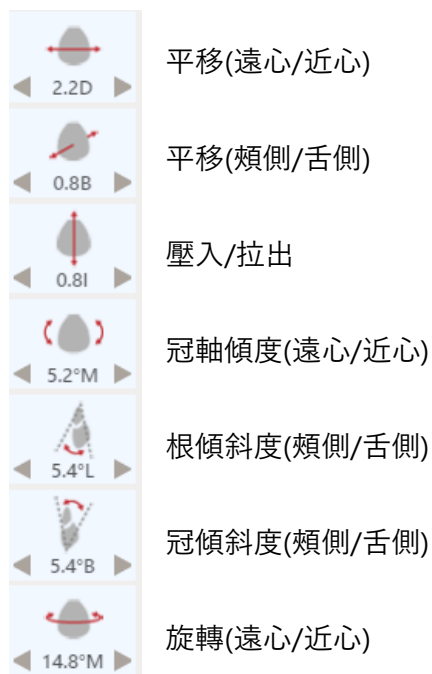 2.2D 平移(遠心/近心)
0.8B 平移(頰側/舌側)
0.8I 壓入/拉出
5.2°M 冠軸傾度(遠心/近心)
5.4°L 根傾斜度(頰側/舌側)
5.4°B 冠傾斜度(頰側/舌側)
14.8°M 旋轉(遠心/近心)